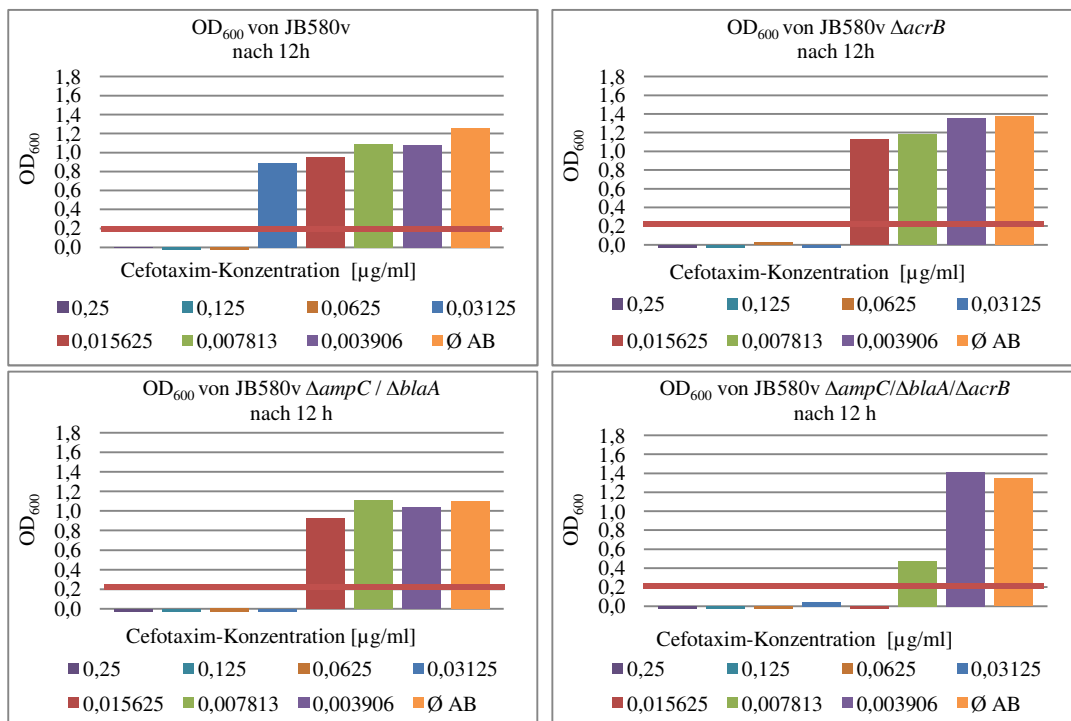 OD₆₀₀ von JB580v
nach 12h
1,8
1,6
1,4
1,2
1,0
0,8
0,6
0,4
0,2
0,0
OD₆₀₀
Cefotaxim-Konzentration [µg/ml]
0,25 0,125 0,0625 0,03125
0,015625 0,007813 0,003906 Ø AB
OD₆₀₀ von JB580v ΔacrB
nach 12h
1,8
1,6
1,4
1,2
1,0
0,8
0,6
0,4
0,2
0,0
OD₆₀₀
Cefotaxim-Konzentration [µg/ml]
0,25 0,125 0,0625 0,03125
0,015625 0,007813 0,003906 Ø AB
OD₆₀₀ von JB580v ΔampC / ΔblaA
nach 12 h
1,8
1,6
1,4
1,2
1,0
0,8
0,6
0,4
0,2
0,0
OD₆₀₀
Cefotaxim-Konzentration [µg/ml]
0,25 0,125 0,0625 0,03125
0,015625 0,007813 0,003906 Ø AB
OD₆₀₀ von JB580v ΔampC/ΔblaA/ΔacrB
nach 12 h
1,8
1,6
1,4
1,2
1,0
0,8
0,6
0,4
0,2
0,0
OD₆₀₀
Cefotaxim-Konzentration [µg/ml]
0,25 0,125 0,0625 0,03125
0,015625 0,007813 0,003906 Ø AB